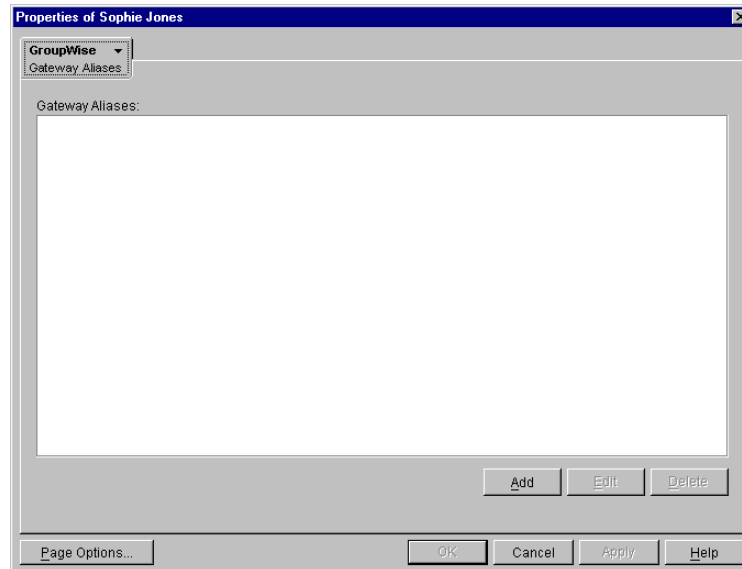 Properties of Sophie Jones
GroupWise
Gateway Aliases
Gateway Aliases:
Add Edit Delete
Page Options... OK Cancel Apply Help